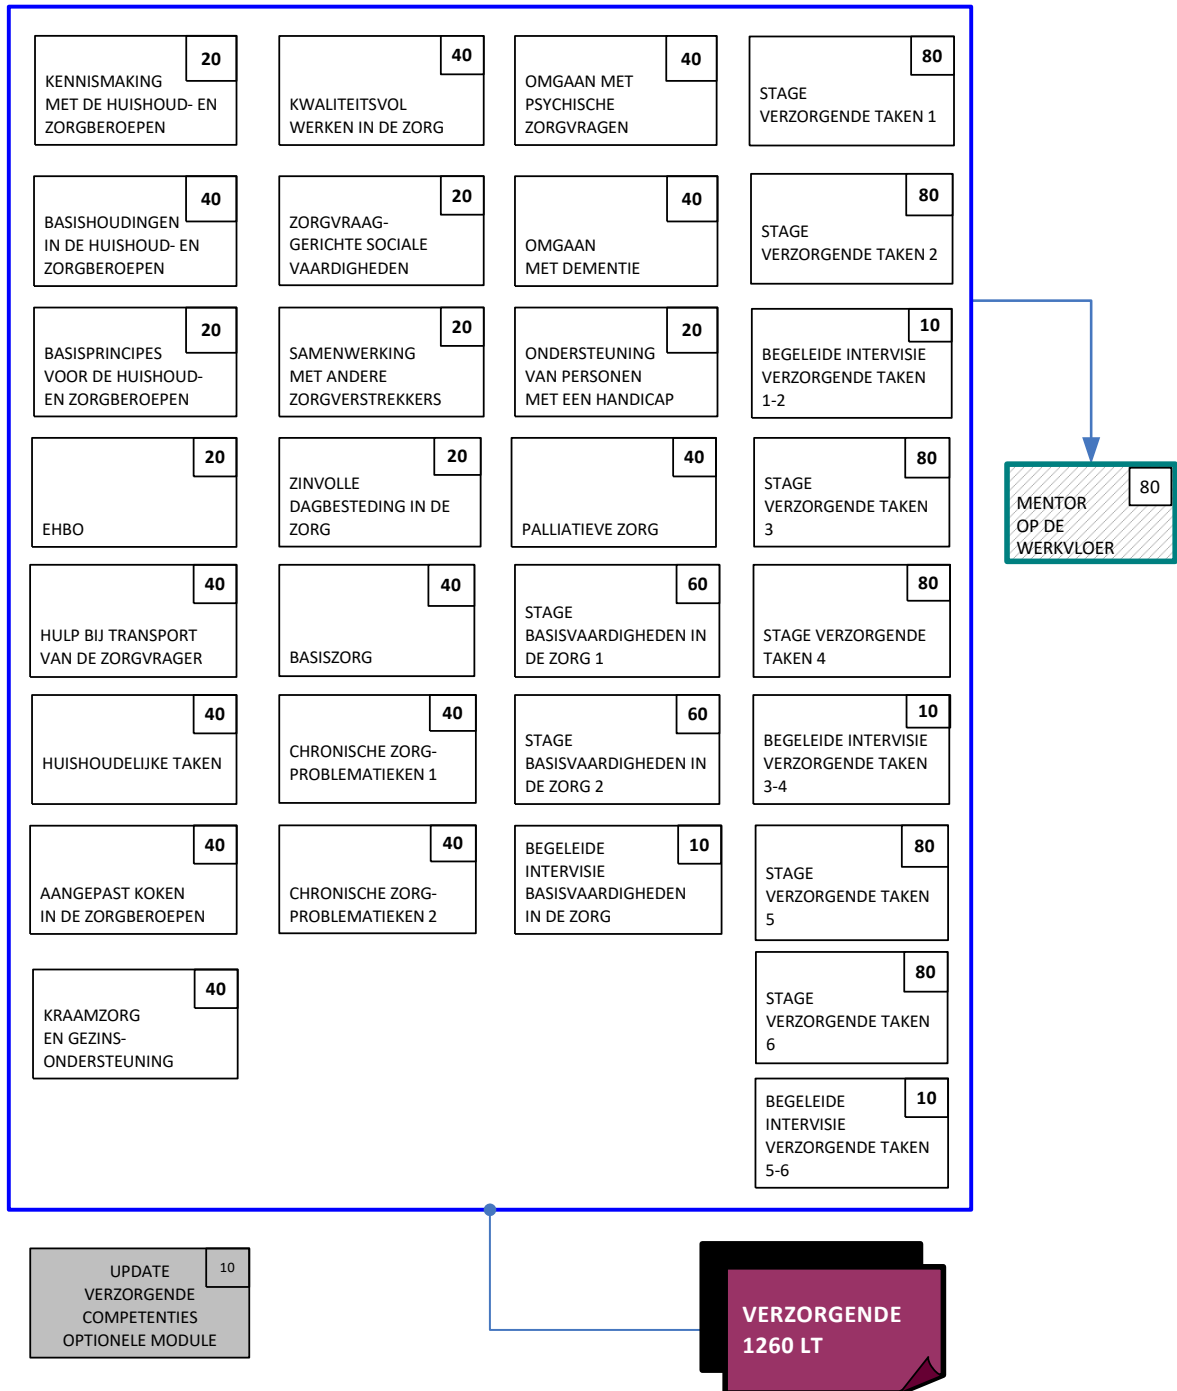 20
KENNISMAKING
MET DE HUISHOUD- EN
ZORGBEROEPEN
40
BASISHOUDINGEN
IN DE HUISHOUD- EN
ZORGBEROEPEN
20
BASISPRINCIPES
VOOR DE HUISHOUD-
EN ZORGBEROEPEN
20
EHBO
40
HULP BIJ TRANSPORT
VAN DE ZORGVRAGER
40
HUISHOUDELIJKE TAKEN
40
AANGEPAST KOKEN
IN DE ZORGBEROEPEN
40
KRAAMZORG
EN GEZINS-
ONDERSTEUNING
40
KWALITEITSVOL
WERKEN IN DE ZORG
20
ZORGVRAAG-
GERICHTE SOCIALE
VAARDIGHEDEN
20
SAMENWERKING
MET ANDERE
ZORGVERSTREKKERS
20
ZINVOLLE
DAGBESTEDING IN DE
ZORG
40
BASISZORG
40
CHRONISCHE ZORG-
PROBLEMATIEKEN 1
40
CHRONISCHE ZORG-
PROBLEMATIEKEN 2
40
OMGAAN MET
PSYCHISCHE
ZORGVRAGEN
40
OMGAAN
MET DEMENTIE
20
ONDERSTEUNING
VAN PERSONEN
MET EEN HANDICAP
40
PALLIATIEVE ZORG
60
STAGE
BASISVAARDIGHEDEN IN
DE ZORG 1
60
STAGE
BASISVAARDIGHEDEN IN
DE ZORG 2
10
BEGELEIDE
INTERVISIE
BASISVAARDIGHEDEN
IN DE ZORG
80
STAGE
VERZORGENDE TAKEN 1
80
STAGE
VERZORGENDE TAKEN 2
10
BEGELEIDE INTERVISIE
VERZORGENDE TAKEN
1-2
80
STAGE
VERZORGENDE TAKEN
3
80
STAGE VERZORGENDE
TAKEN 4
10
BEGELEIDE INTERVISIE
VERZORGENDE TAKEN
3-4
80
STAGE
VERZORGENDE TAKEN
5
80
STAGE
VERZORGENDE TAKEN
6
10
BEGELEIDE
INTERVISIE
VERZORGENDE TAKEN
5-6
80
MENTOR
OP DE
WERKVLOER
10
UPDATE
VERZORGENDE
COMPETENTIES
OPTIONELE MODULE
VERZORGENDE
1260 LT